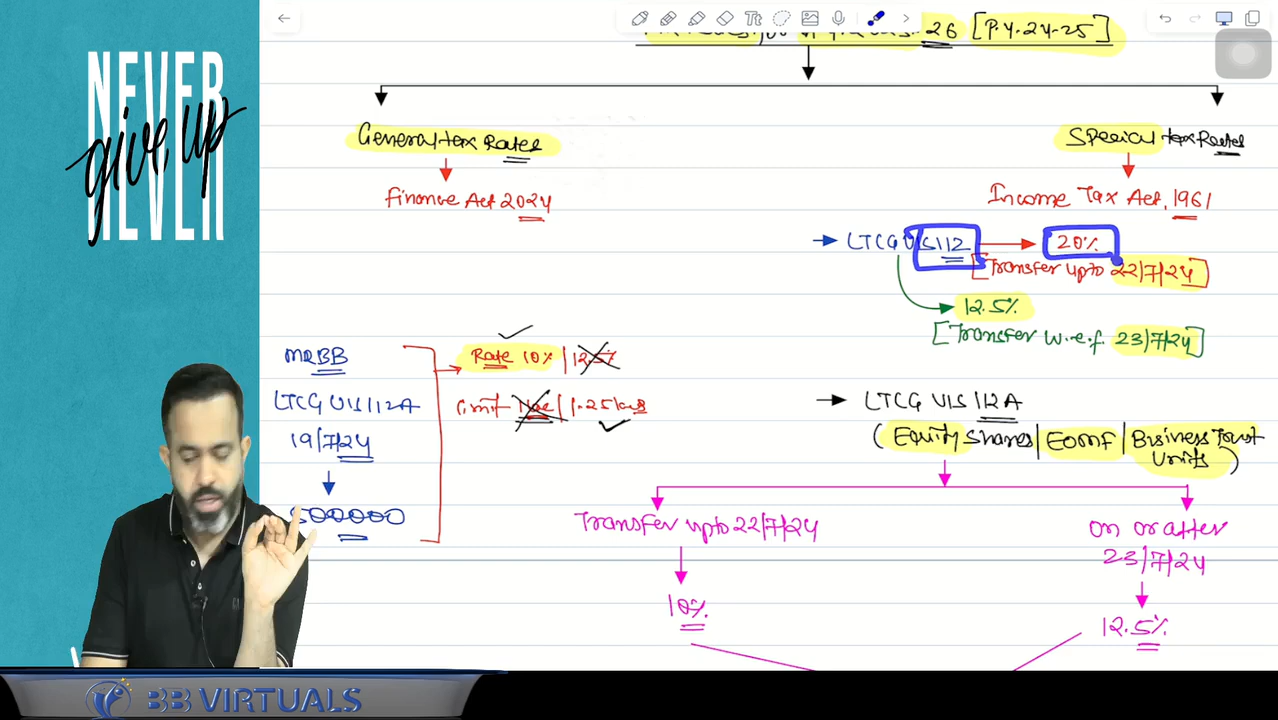 NEVER
give up
NEVER
26 [P.Y. 24-25]
General tax Rates
Finance Act 2024
Special tax Rates
Income Tax Act, 1961
LTCG U/S 112 20%
[Transfer upto 22/7/24]
12.5%
[Transfer w.e.f. 23/7/24]
MR BB
LTCG U/S 112A
19/7/24
500000
Rate 10% | 12.5%
Limit | 1.25 lacs
LTCG U/S 112A
(Equity Shares | EOMF | Business Trust Units)
Transfer upto 22/7/24
10%
On or after
23/7/24
12.5%
BB VIRTUALS